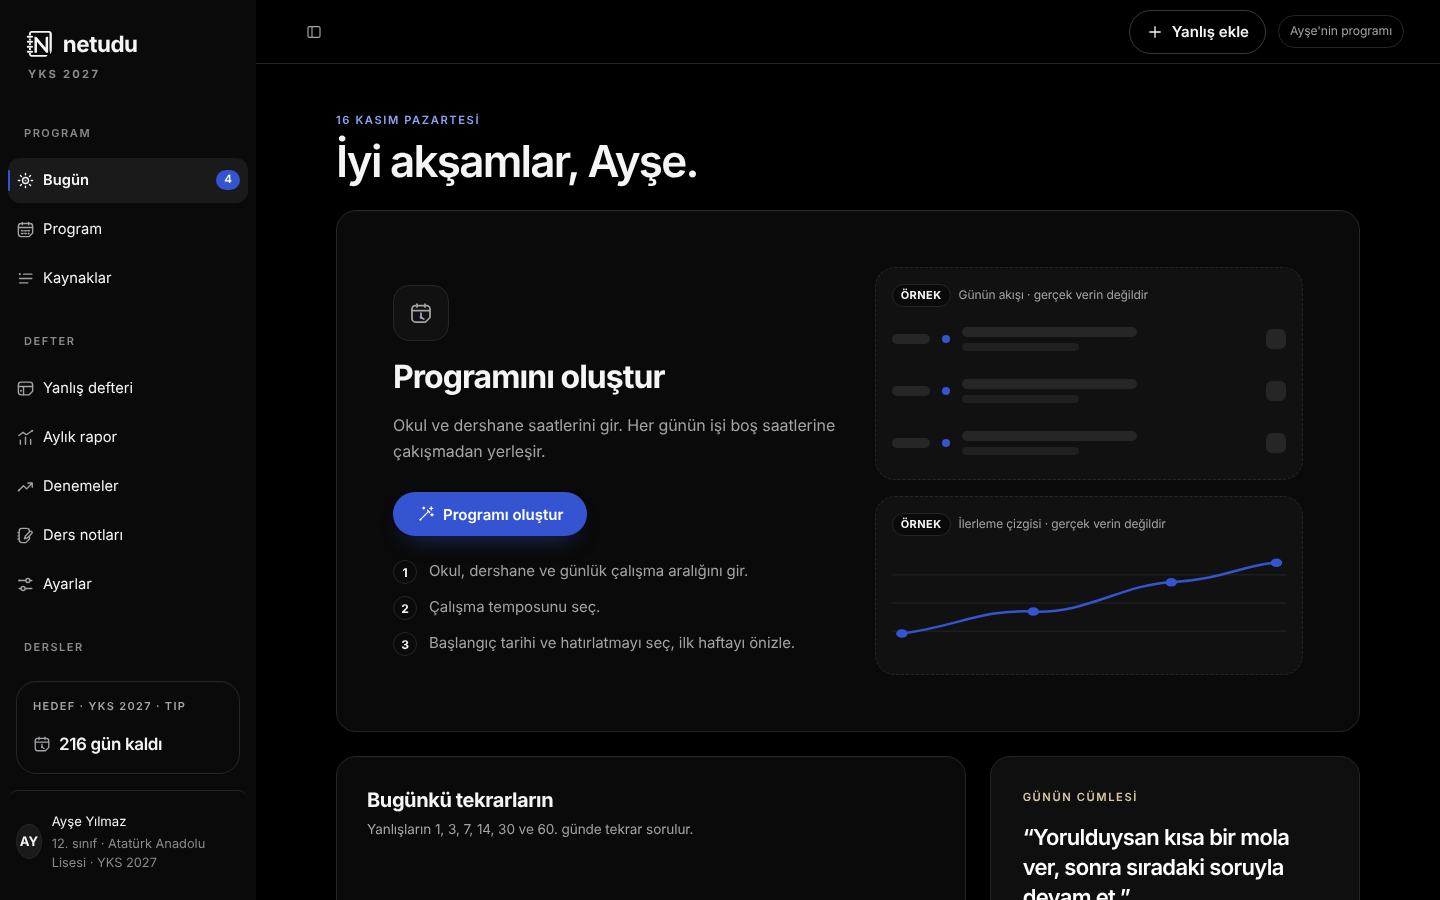 netudu
YKS 2027
PROGRAM
Bugün
4
Program
Kaynaklar
DEFTER
Yanlış defteri
Aylık rapor
Denemeler
Ders notları
Ayarlar
DERSLER
HEDEF · YKS 2027 · TIP
216 gün kaldı
AY
Ayşe Yılmaz
12. sınıf · Atatürk Anadolu
Lisesi · YKS 2027
Yanlış ekle
Ayşe'nin programı
16 KASIM PAZARTESİ
İyi akşamlar, Ayşe.
Programını oluştur
Okul ve dershane saatlerini gir. Her günün işi boş saatlerine
çakışmadan yerleşir.
Programı oluştur
1 Okul, dershane ve günlük çalışma aralığını gir.
2 Çalışma temposunu seç.
3 Başlangıç tarihi ve hatırlatmayı seç, ilk haftayı önizle.
ÖRNEK Günün akışı · gerçek verin değildir
ÖRNEK İlerleme çizgisi · gerçek verin değildir
Bugünkü tekrarların
Yanlışların 1, 3, 7, 14, 30 ve 60. günde tekrar sorulur.
GÜNÜN CÜMLESİ
“Yorulduysan kısa bir mola
ver, sonra sıradaki soruyla
devam et.”